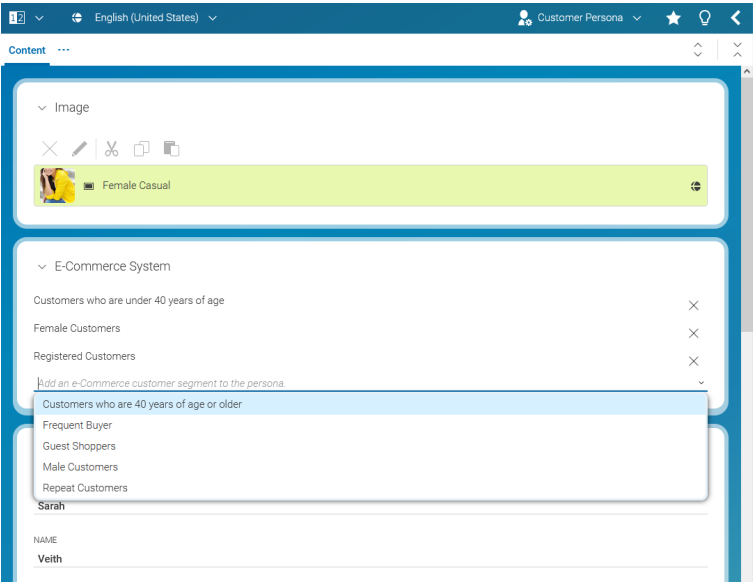 12
English (United States)
Customer Persona
Content
Image
Female Casual
E-Commerce System
Customers who are under 40 years of age
Female Customers
Registered Customers
Add an e-Commerce customer segment to the persona.
Customers who are 40 years of age or older
Frequent Buyer
Guest Shoppers
Male Customers
Repeat Customers
Sarah
NAME
Veith